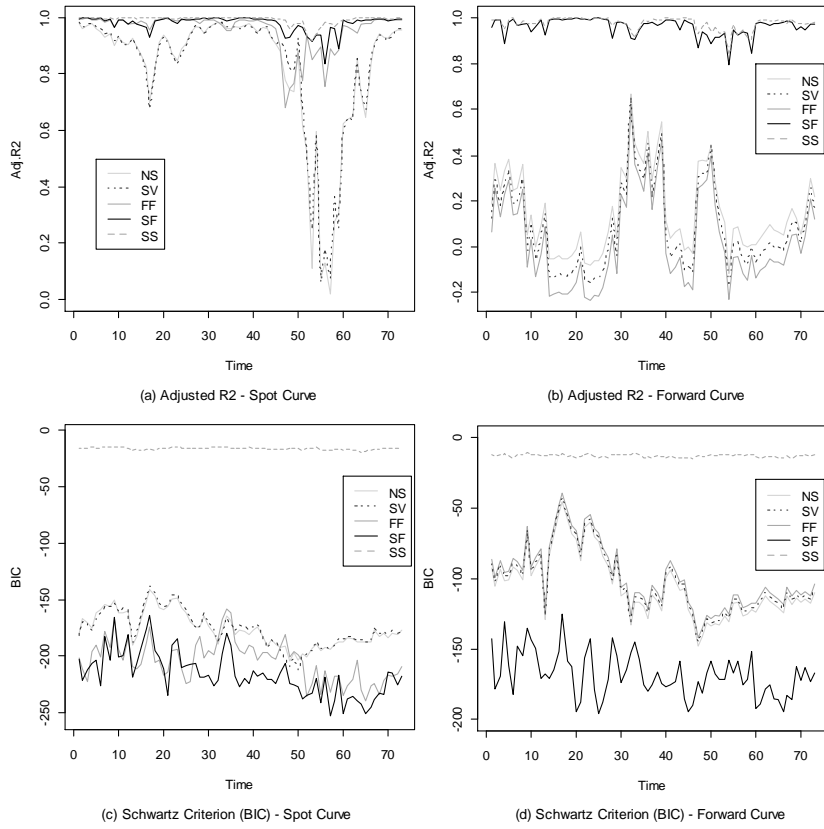 1.0
0.8
0.6
0.4
0.2
0.0
Adj.R2
NS
SV
FF
SF
SS
0 10 20 30 40 50 60 70
Time
(a) Adjusted R2 - Spot Curve
1.0
0.8
0.6
0.4
0.2
0.0
-0.2
Adj.R2
NS
SV
FF
SF
SS
0 10 20 30 40 50 60 70
Time
(b) Adjusted R2 - Forward Curve
0
-50
-100
-150
-200
-250
BIC
NS
SV
FF
SF
SS
0 10 20 30 40 50 60 70
Time
(c) Schwartz Criterion (BIC) - Spot Curve
0
-50
-100
-150
-200
BIC
NS
SV
FF
SF
SS
0 10 20 30 40 50 60 70
Time
(d) Schwartz Criterion (BIC) - Forward Curve